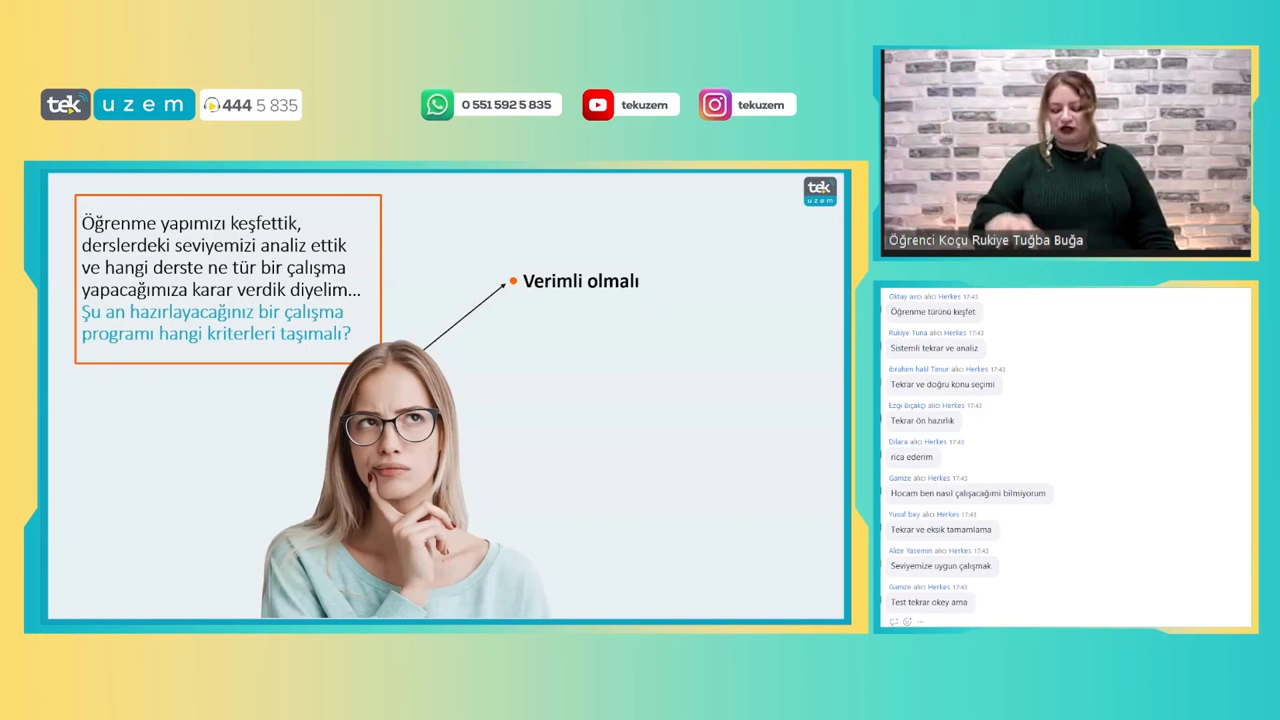 tek
uzem
444 5 835
0 551 592 5 835
tekuzem
tekuzem
tek
uzem
Öğrenme yapımızı keşfettik,
derslerdeki seviyemizi analiz ettik
ve hangi derste ne tür bir çalışma
yapacağımıza karar verdik diyelim...
Şu an hazırlayacağınız bir çalışma
programı hangi kriterleri taşımalı?
• Verimli olmalı
Öğrenci Koçu Rukiye Tuğba Buğa
Oktay avcı alıcı Herkes 17:43
Öğrenme türünü keşfet
Rukiye Tuna alıcı Herkes 17:43
Sistemli tekrar ve analiz
ibrahim halil Timur alıcı Herkes 17:43
Tekrar ve doğru konu seçimi
Ezgi Bıçakçı alıcı Herkes 17:43
Tekrar ön hazırlık
Dilara alıcı Herkes 17:43
rica ederim
Gamze alıcı Herkes 17:43
Hocam ben nasıl çalışacağımi bilmiyorum
Yusuf bey alıcı Herkes 17:43
Tekrar ve eksik tamamlama
Alize Yasemin alıcı Herkes 17:43
Seviyemize uygun çalışmak
Gamze alıcı Herkes 17:43
Test tekrar okey ama